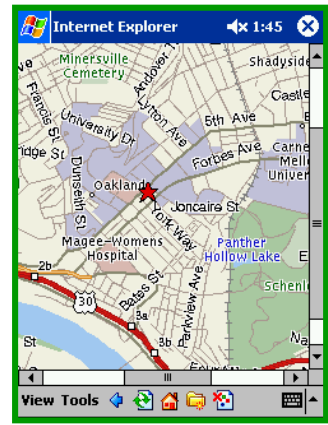 Internet Explorer 1:45
Minersville
Cemetery
Andover
Shadyside
Castle
Francis St
Lytton Ave
University Dr
5th Ave
Forbes Ave
Carne
Mell
Univer
ridge St
Dunseith St
Oakland
Joncaire St
York Way
Magee-Womens
Hospital
Panther
Hollow Lake
E
2b
Schenl
30
Bates St
Parkview Ave
3a
3b
St
Na
View Tools